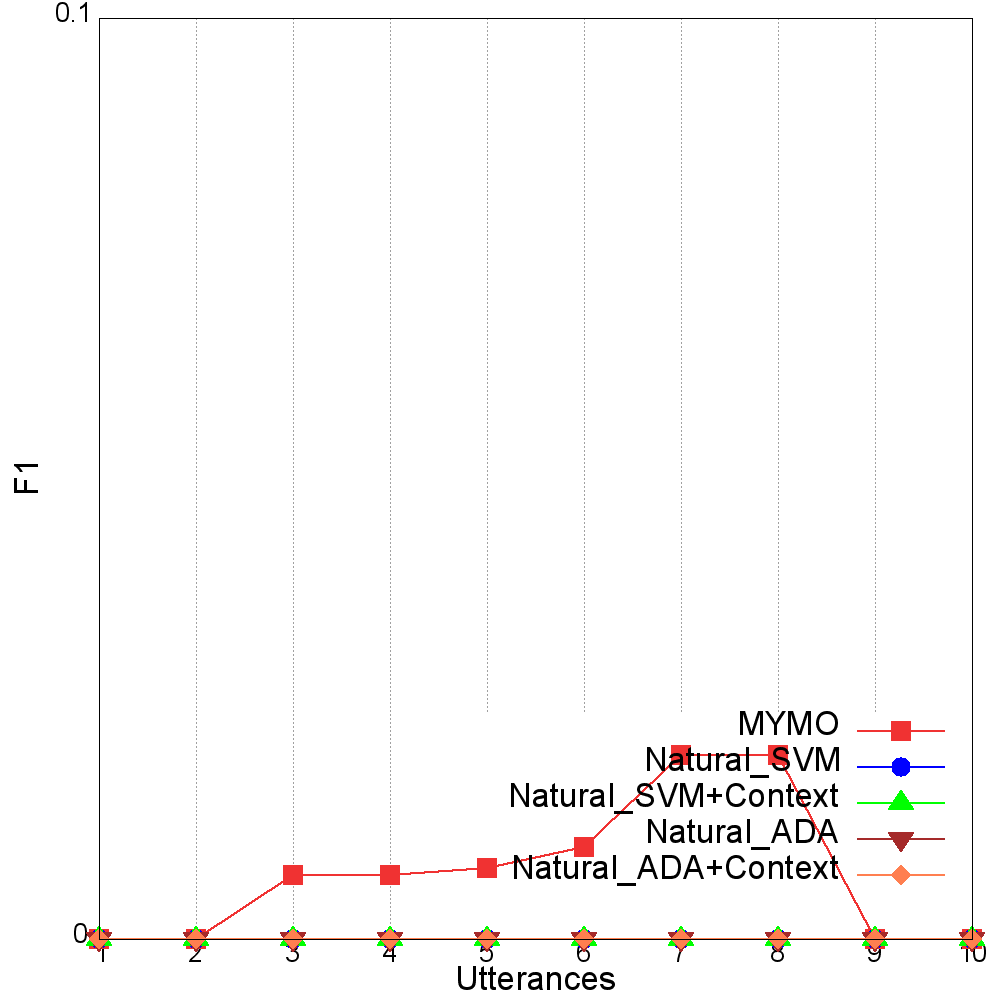 0.1
F1
MYMO
Natural_SVM
Natural_SVM+Context
Natural_ADA
Natural_ADA+Context
0
1 2 3 4 5 6 7 8 9 10
Utterances